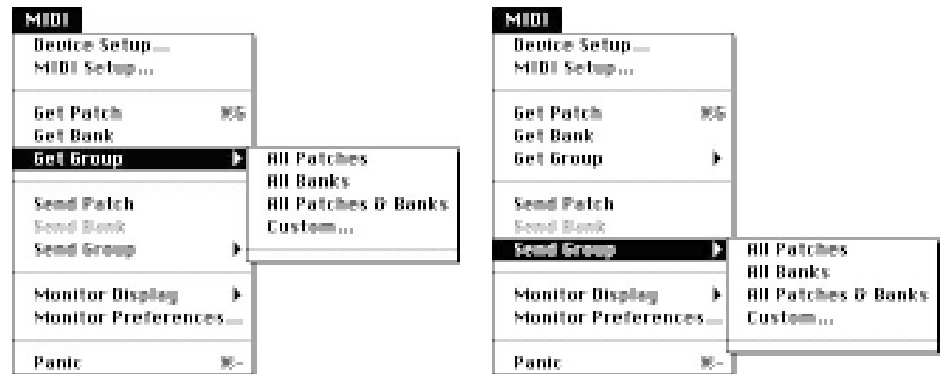 MIDI
Device Setup...
MIDI Setup...
Get Patch ⌘G
Get Bank
Get Group ▶
All Patches
All Banks
All Patches & Banks
Custom...
Send Patch
Send Bank
Send Group ▶
Monitor Display ▶
Monitor Preferences...
Panic ⌘-
MIDI
Device Setup...
MIDI Setup...
Get Patch ⌘G
Get Bank
Get Group ▶
Send Patch
Send Bank
Send Group ▶
All Patches
All Banks
All Patches & Banks
Custom...
Monitor Display ▶
Monitor Preferences...
Panic ⌘-